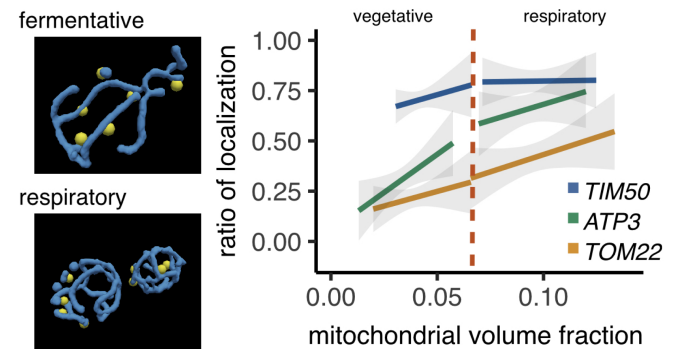 fermentative
respiratory
vegetative
respiratory
ratio of localization
1.00
0.75
0.50
0.25
0.00
TIM50
ATP3
TOM22
0.00
0.05
0.10
mitochondrial volume fraction